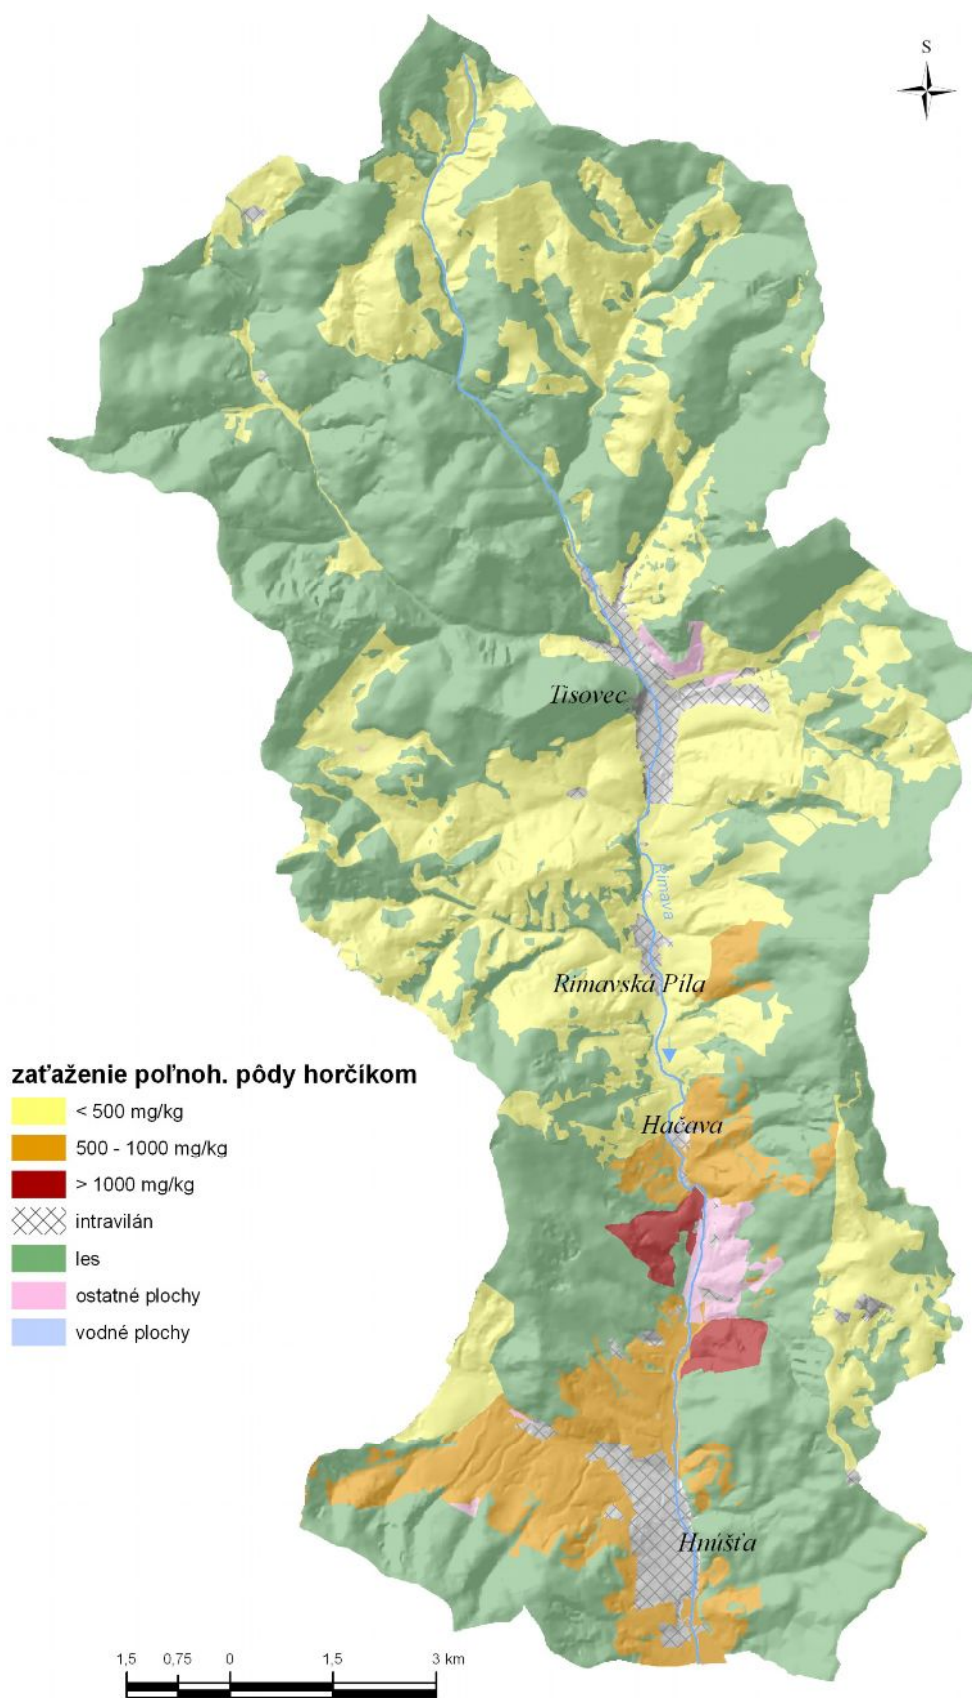 S
Tisovec
Rimava
Rimavská Píla
Hačava
Hnúšťa
zaťaženie poľnoh. pôdy horčíkom
< 500 mg/kg
500 - 1000 mg/kg
> 1000 mg/kg
intravilán
les
ostatné plochy
vodné plochy
1,5 0,75 0 1,5 3 km